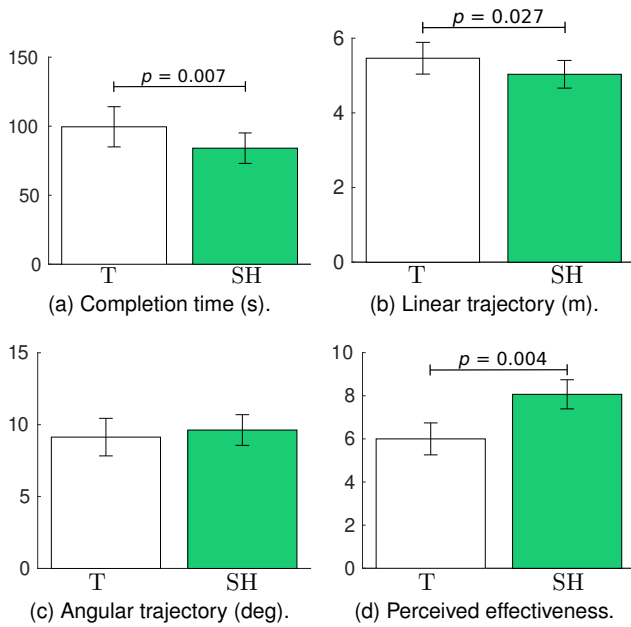 p = 0.007
150
100
50
0
T SH
(a) Completion time (s).
p = 0.027
6
4
2
0
T SH
(b) Linear trajectory (m).
15
10
5
0
T SH
(c) Angular trajectory (deg).
p = 0.004
10
8
6
4
2
0
T SH
(d) Perceived effectiveness.